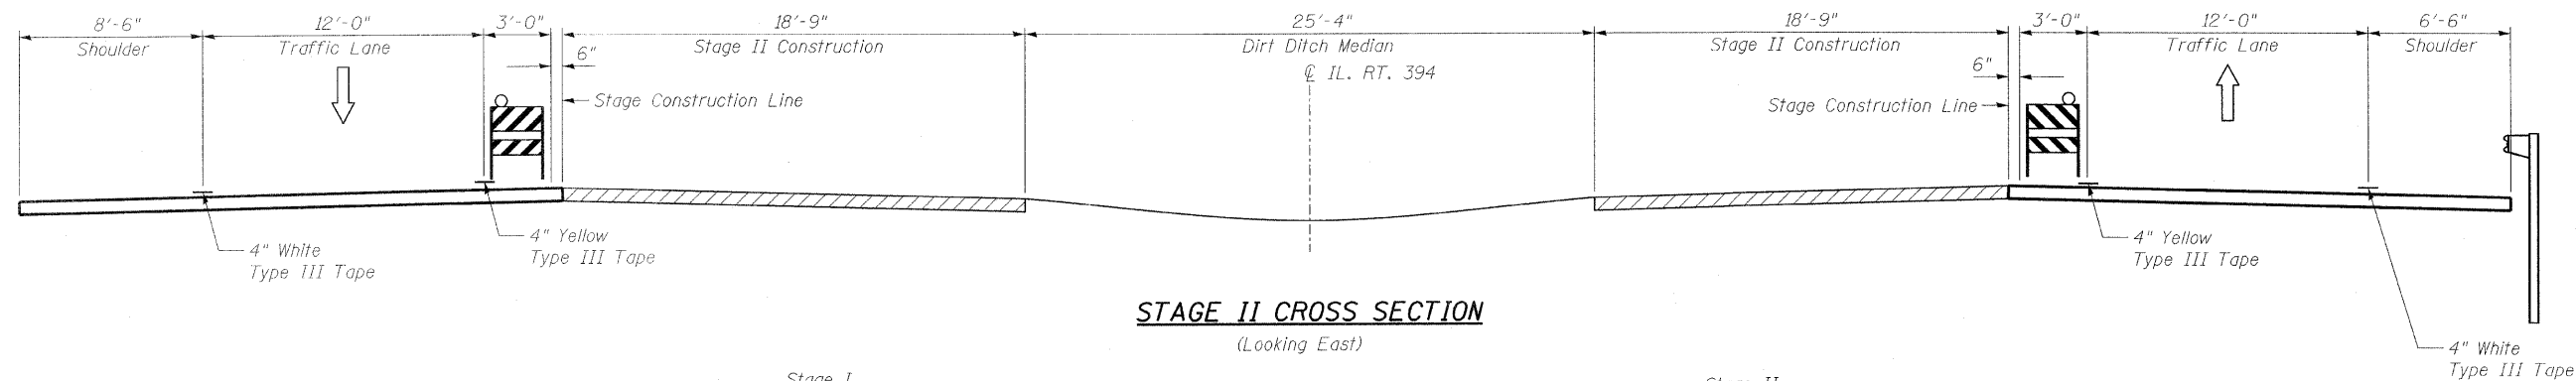 8'-6"
12'-0"
3'-0"
18'-9"
25'-4"
18'-9"
3'-0"
12'-0"
6'-6"
Shoulder
Traffic Lane
Stage II Construction
Dirt Ditch Median
Stage II Construction
Traffic Lane
Shoulder
6"
℄ IL. RT. 394
6"
Stage Construction Line
Stage Construction Line
4" White
Type III Tape
4" Yellow
Type III Tape
4" Yellow
Type III Tape
4" White
Type III Tape
STAGE II CROSS SECTION
(Looking East)
Stage I
Stage II